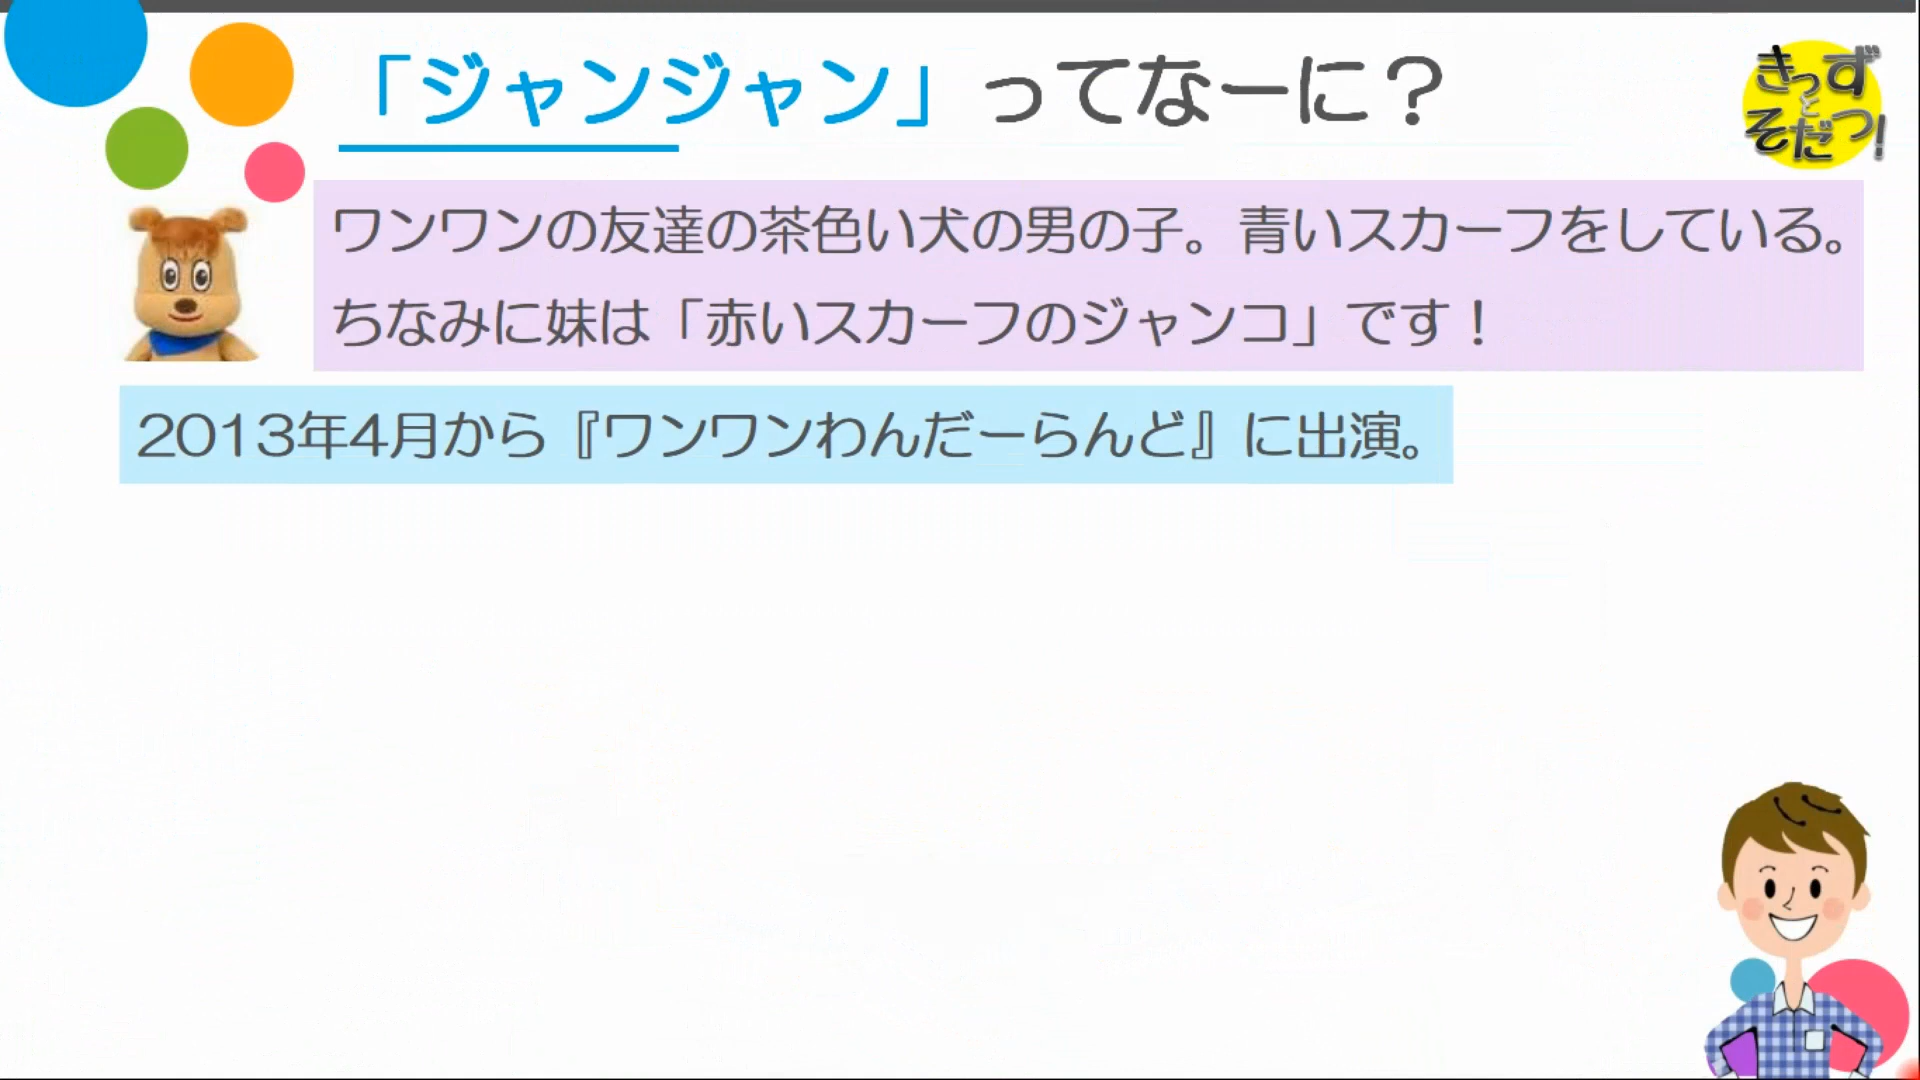 「ジャンジャン」ってなーに？
きっず
と
そだつ！
ワンワンの友達の茶色い犬の男の子。青いスカーフをしている。
ちなみに妹は「赤いスカーフのジャンコ」です！
2013年4月から『ワンワンわんだーらんど』に出演。